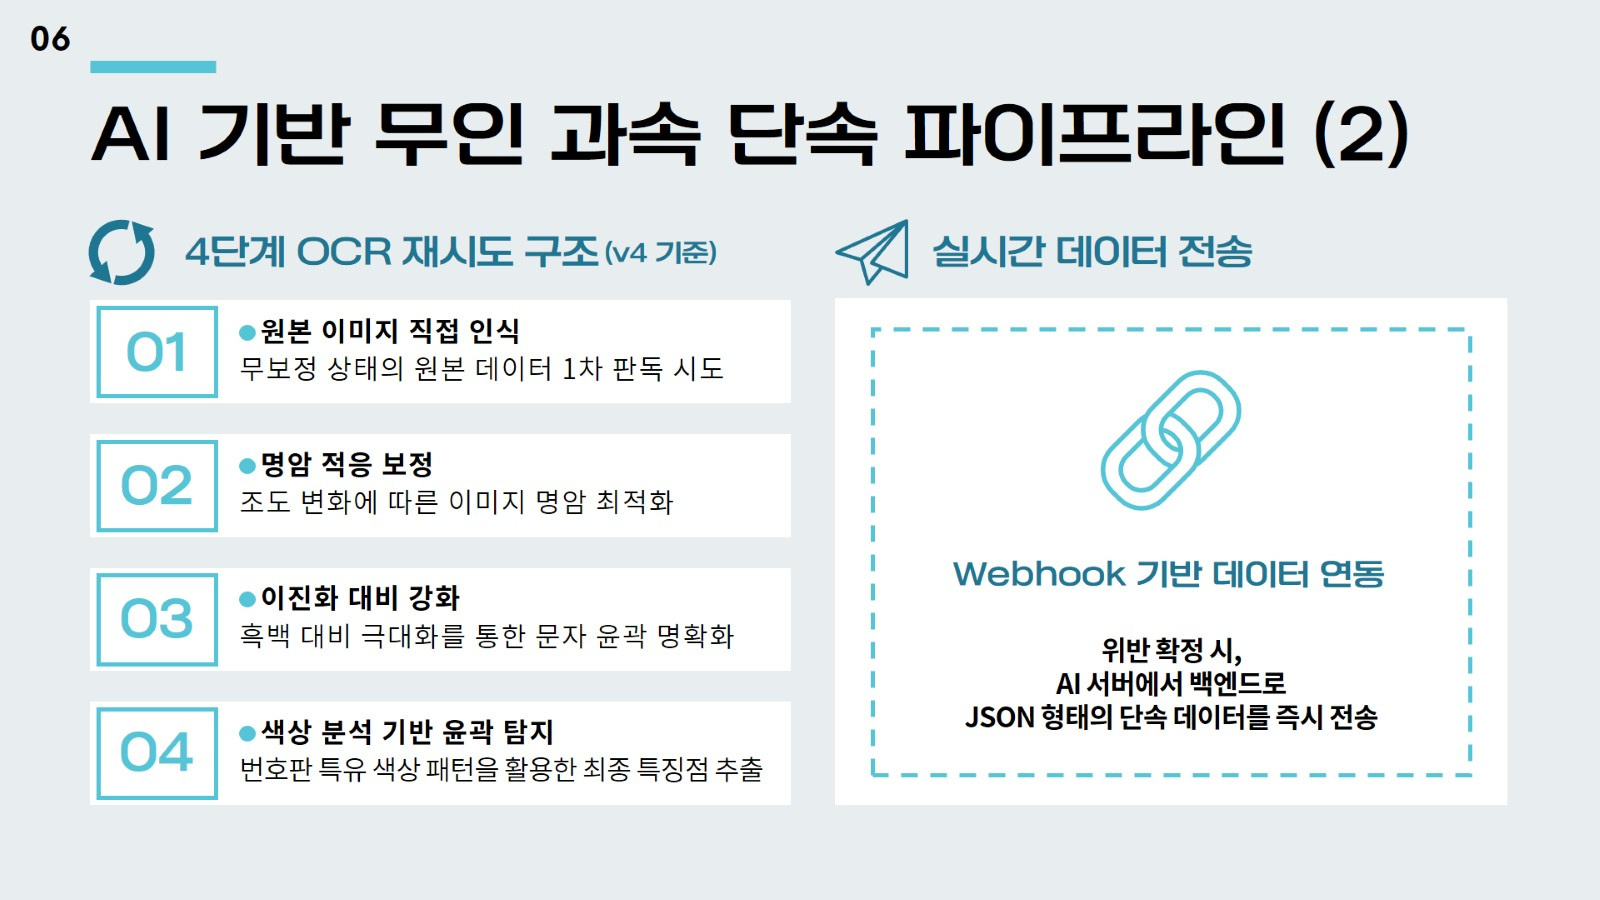 06
AI 기반 무인 과속 단속 파이프라인 (2)
4단계 OCR 재시도 구조 (v4 기준)
01
●원본 이미지 직접 인식
무보정 상태의 원본 데이터 1차 판독 시도
02
●명암 적응 보정
조도 변화에 따른 이미지 명암 최적화
03
●이진화 대비 강화
흑백 대비 극대화를 통한 문자 윤곽 명확화
04
●색상 분석 기반 윤곽 탐지
번호판 특유 색상 패턴을 활용한 최종 특징점 추출
실시간 데이터 전송
Webhook 기반 데이터 연동
위반 확정 시,
AI 서버에서 백엔드로
JSON 형태의 단속 데이터를 즉시 전송